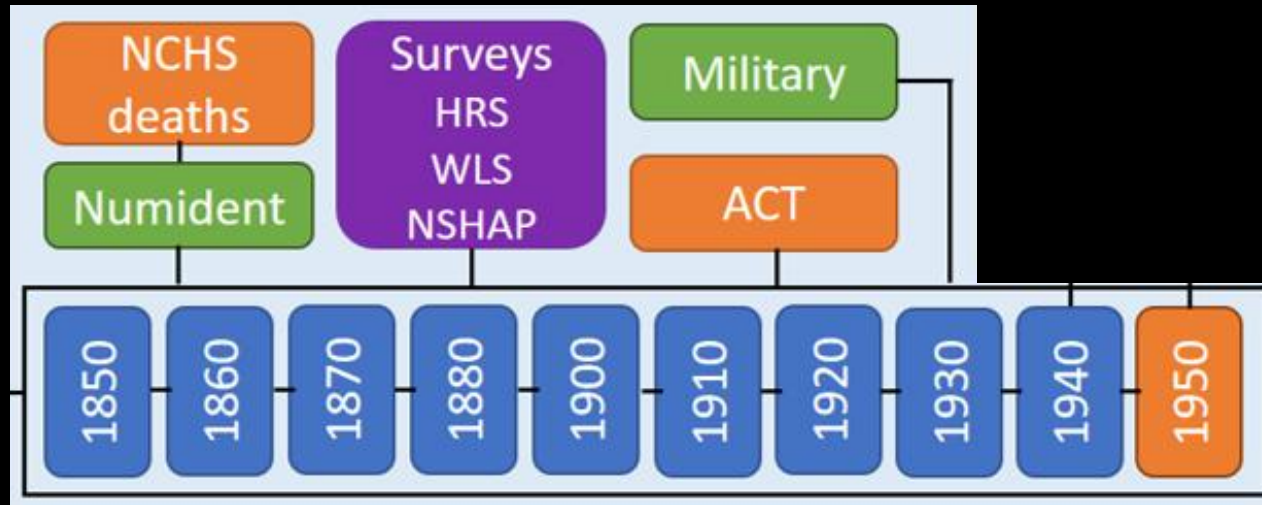 NCHS
deaths
Numident
Surveys
HRS
WLS
NSHAP
Military
ACT
1850
1860
1870
1880
1900
1910
1920
1930
1940
1950